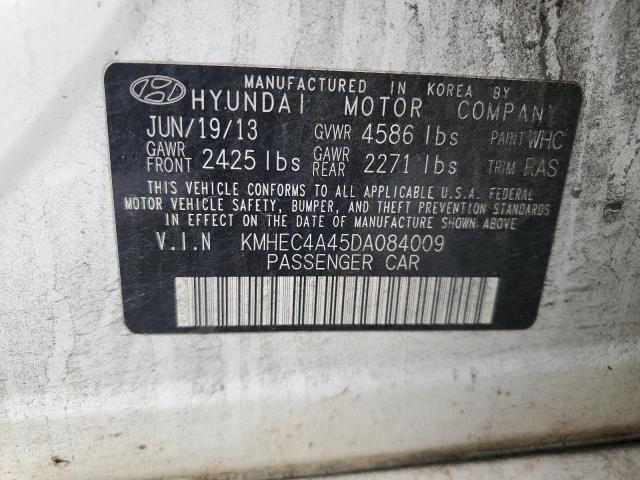 MANUFACTURED IN KOREA BY
HYUNDAI MOTOR COMPANY
JUN/19/13 GVWR 4586 lbs PAINT WHC
GAWR FRONT 2425 lbs GAWR REAR 2271 lbs TRIM RAS
THIS VEHICLE CONFORMS TO ALL APPLICABLE U.S.A. FEDERAL
MOTOR VEHICLE SAFETY, BUMPER, AND THEFT PREVENTION STANDARDS
IN EFFECT ON THE DATE OF MANUFACTURE SHOWN ABOVE
V.I.N KMHEC4A45DA084009
PASSENGER CAR